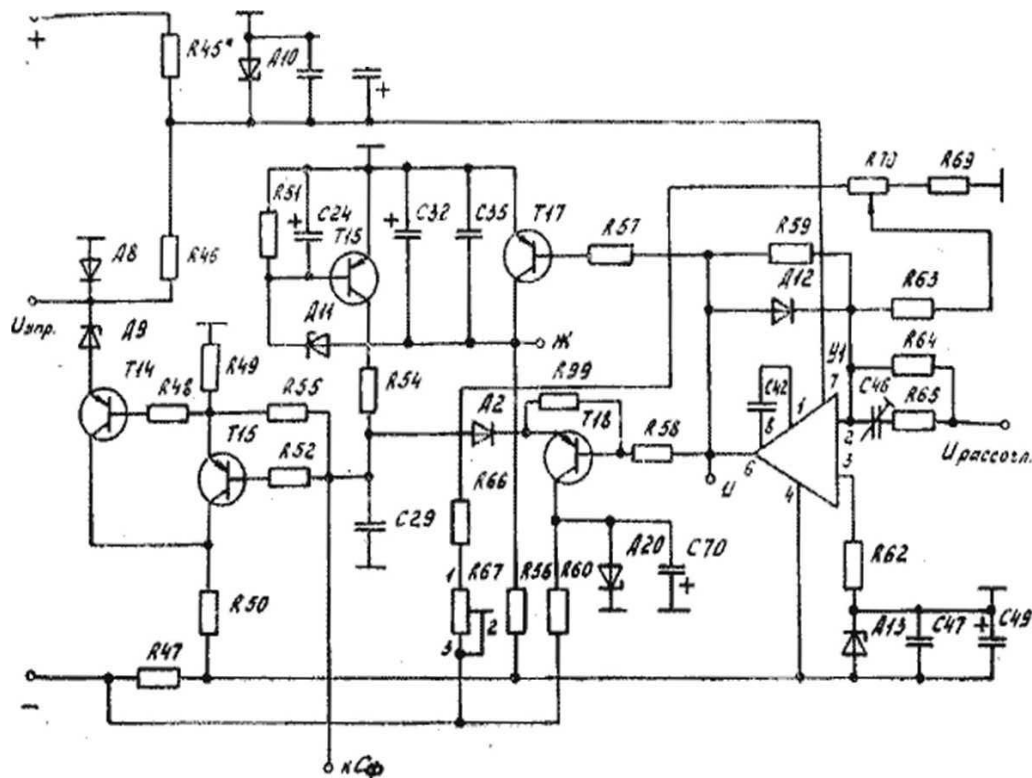 +
R45*
Д10
+
R70
R69
R51
+
C24
+
C32
C35
T17
R57
R59
T15
Д8
R46
Д12
R63
Uупр.
Д9
Д11
Ж
R64
R49
У1
T14
R48
R55
R54
R99
C42
1
7
C46
R65
Д2
T18
R58
8
2
T15
R52
6
3
Uрассогл.
И
4
R66
C29
Д20
C70
+
R62
1
R67
R56
R60
2
R50
3
Д13
C47
+
C49
R47
-
кCф